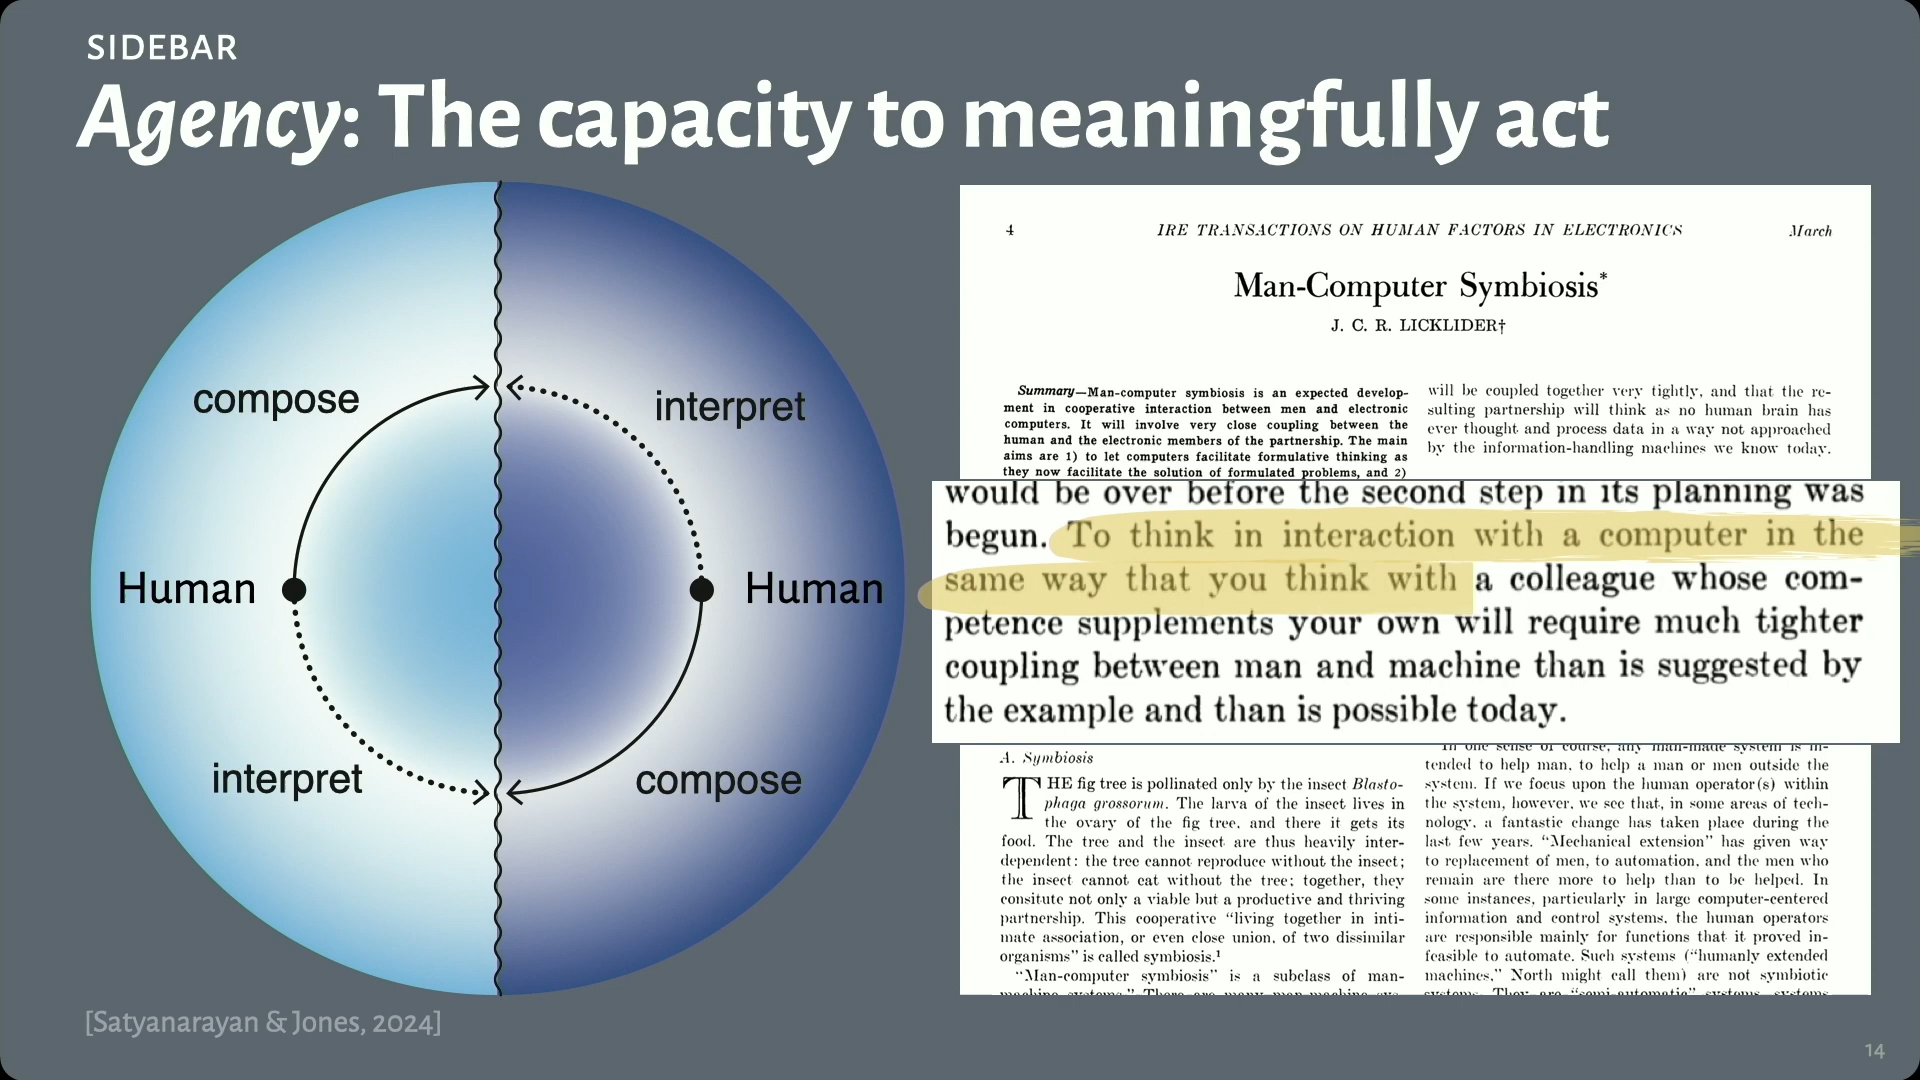 SIDEBAR
Agency: The capacity to meaningfully act
compose
interpret
Human
Human
interpret
compose
[Satyanarayan & Jones, 2024]
4 IRE TRANSACTIONS ON HUMAN FACTORS IN ELECTRONICS March
Man-Computer Symbiosis*
J. C. R. LICKLIDER†
Summary—Man-computer symbiosis is an expected develop-
ment in cooperative interaction between men and electronic
computers. It will involve very close coupling between the
human and the electronic members of the partnership. The main
aims are 1) to let computers facilitate formulative thinking as
they now facilitate the solution of formulated problems, and 2)
will be coupled together very tightly, and that the re-
sulting partnership will think as no human brain has
ever thought and process data in a way not approached
by the information-handling machines we know today.
would be over before the second step in its planning was
begun. To think in interaction with a computer in the
same way that you think with a colleague whose com-
petence supplements your own will require much tighter
coupling between man and machine than is suggested by
the example and than is possible today.
A. Symbiosis
THE fig tree is pollinated only by the insect Blasto-
phaga grossorum. The larva of the insect lives in
the ovary of the fig tree, and there it gets its
food. The tree and the insect are thus heavily inter-
dependent: the tree cannot reproduce without the insect;
the insect cannot eat without the tree; together, they
consitute not only a viable but a productive and thriving
partnership. This cooperative “living together in inti-
mate association, or even close union, of two dissimilar
organisms” is called symbiosis.¹
“Man-computer symbiosis” is a subclass of man-
In one sense of course, any man-made system is in-
tended to help man, to help a man or men outside the
system. If we focus upon the human operator(s) within
the system, however, we see that, in some areas of tech-
nology, a fantastic change has taken place during the
last few years. “Mechanical extension” has given way
to replacement of men, to automation, and the men who
remain are there more to help than to be helped. In
some instances, particularly in large computer-centered
information and control systems, the human operators
are responsible mainly for functions that it proved in-
feasible to automate. Such systems (“humanly extended
machines,” North might call them) are not symbiotic
systems. They are “semi-automatic” systems, systems
14